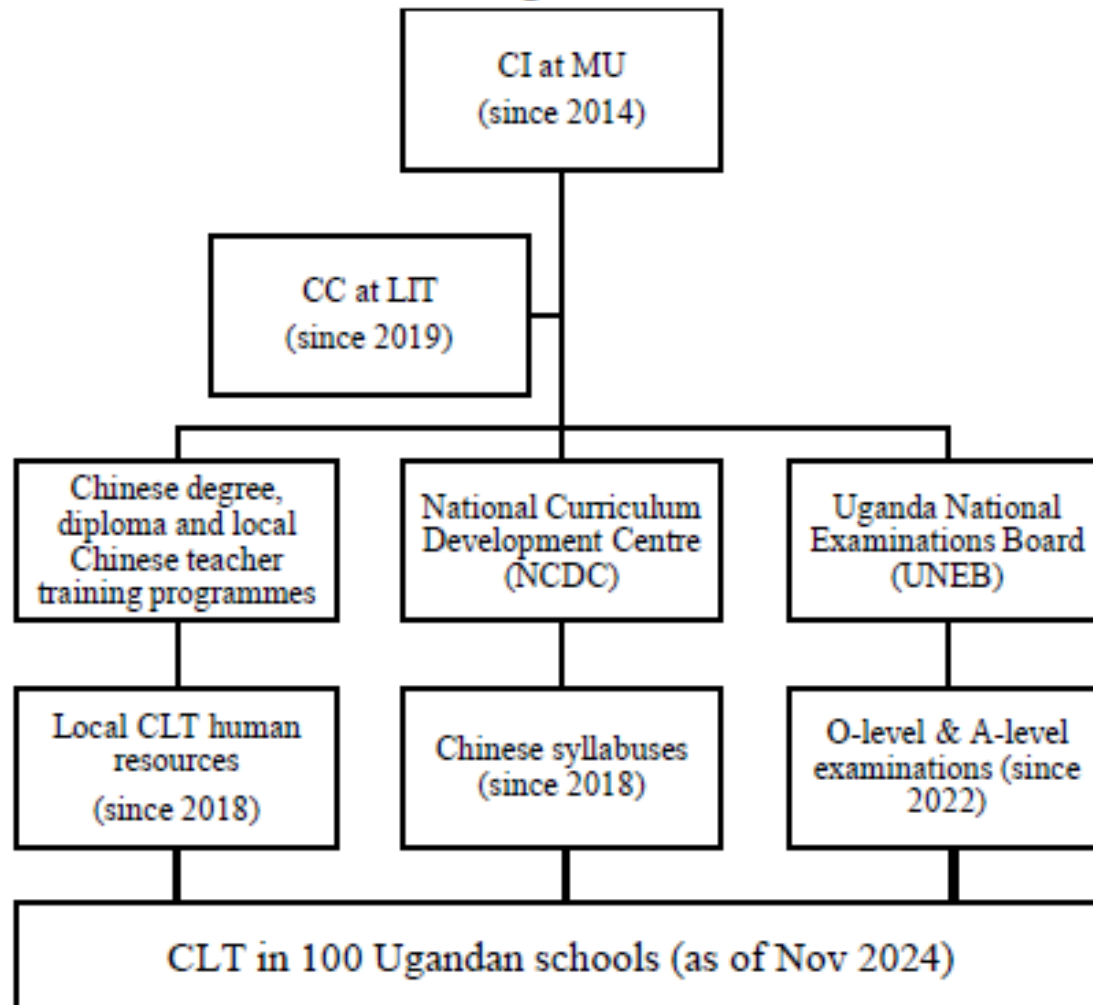 CI at MU
(since 2014)
CC at LIT
(since 2019)
Chinese degree,
diploma and local
Chinese teacher
training programmes
National Curriculum
Development Centre
(NCDC)
Uganda National
Examinations Board
(UNEB)
Local CLT human
resources
(since 2018)
Chinese syllabuses
(since 2018)
O-level & A-level
examinations (since
2022)
CLT in 100 Ugandan schools (as of Nov 2024)